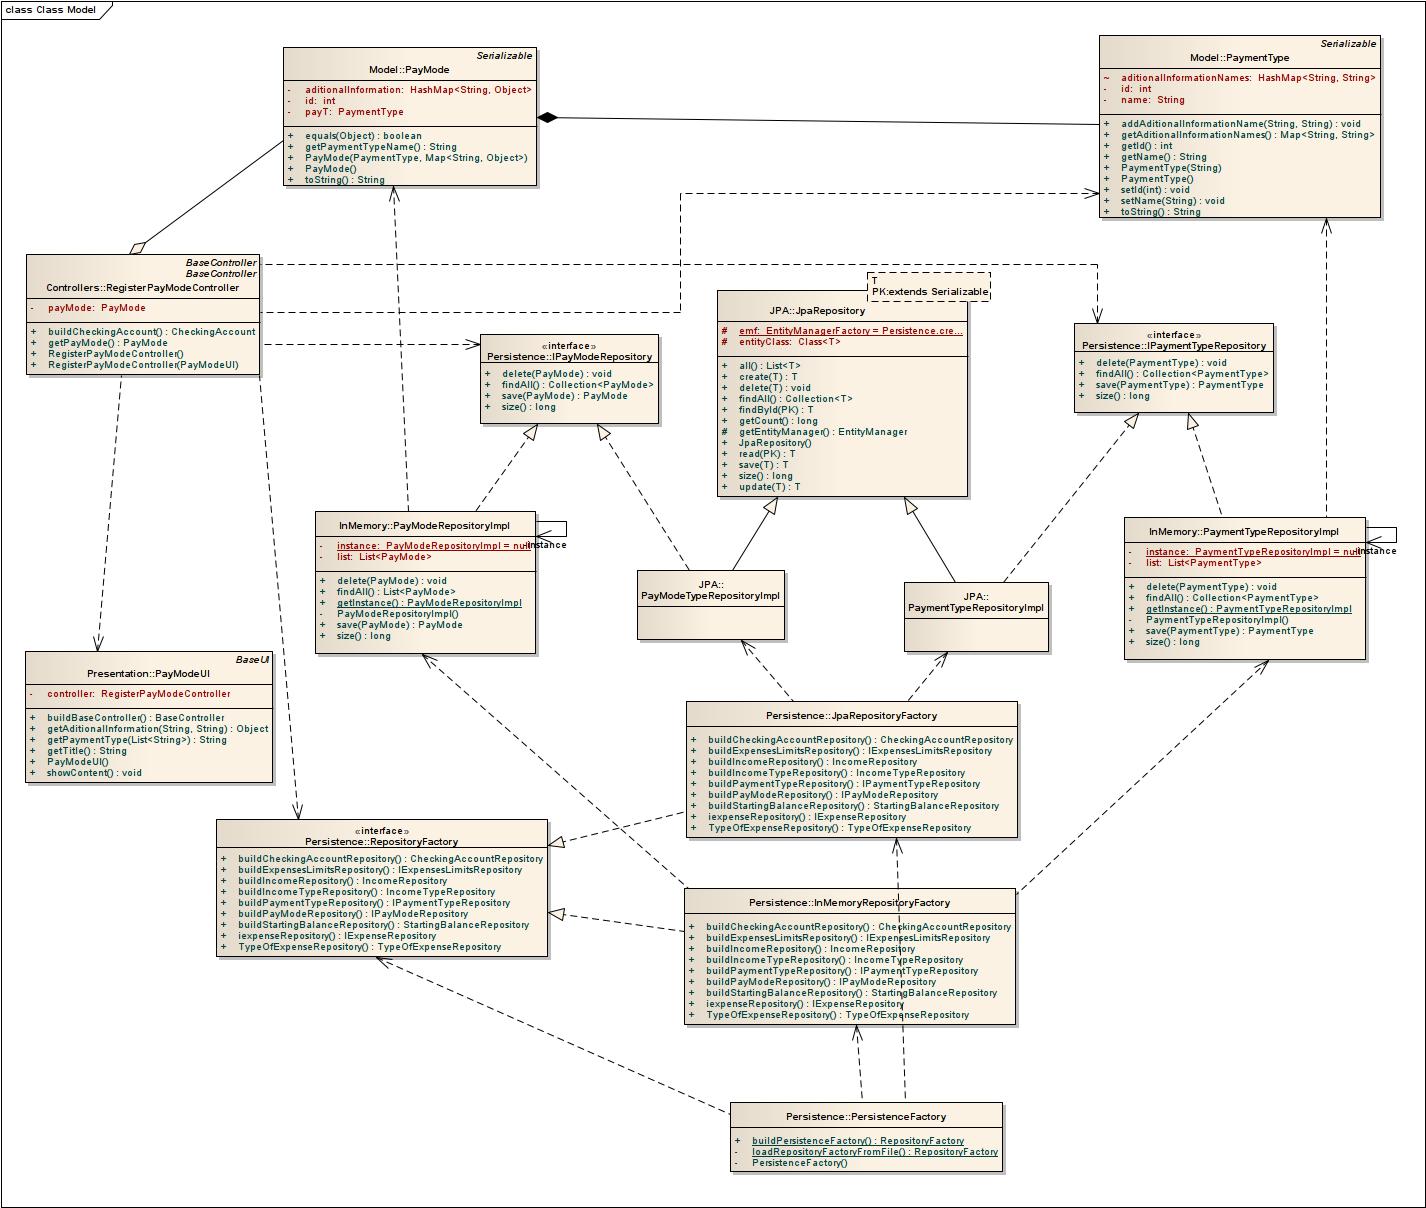 class Class Model
Serializable
Model::PayMode
- aditionalInformation: HashMap<String, Object>
- id: int
- payT: PaymentType
+ equals(Object) : boolean
+ getPaymentTypeName() : String
+ PayMode(PaymentType, Map<String, Object>)
+ PayMode()
+ toString() : String
Serializable
Model::PaymentType
~ aditionalInformationNames: HashMap<String, String>
- id: int
- name: String
+ addAditionalInformationName(String, String) : void
+ getAditionalInformationNames() : Map<String, String>
+ getId() : int
+ getName() : String
+ PaymentType(String)
+ PaymentType()
+ setId(int) : void
+ setName(String) : void
+ toString() : String
BaseController
BaseController
Controllers::RegisterPayModeController
- payMode: PayMode
+ buildCheckingAccount() : CheckingAccount
+ getPayMode() : PayMode
+ RegisterPayModeController()
+ RegisterPayModeController(PayModeUI)
«interface»
Persistence::IPayModeRepository
+ delete(PayMode) : void
+ findAll() : Collection<PayMode>
+ save(PayMode) : PayMode
+ size() : long
T
PK:extends Serializable
JPA::JpaRepository
# emf: EntityManagerFactory = Persistence.cre...
# entityClass: Class<T>
+ all() : List<T>
+ create(T) : T
+ delete(T) : void
+ findAll() : Collection<T>
+ findById(PK) : T
+ getCount() : long
# getEntityManager() : EntityManager
+ JpaRepository()
+ read(PK) : T
+ save(T) : T
+ size() : long
+ update(T) : T
«interface»
Persistence::IPaymentTypeRepository
+ delete(PaymentType) : void
+ findAll() : Collection<PaymentType>
+ save(PaymentType) : PaymentType
+ size() : long
InMemory::PayModeRepositoryImpl
- instance: PayModeRepositoryImpl = null
- list: List<PayMode>
+ delete(PayMode) : void
+ findAll() : List<PayMode>
+ getInstance() : PayModeRepositoryImpl
- PayModeRepositoryImpl()
+ save(PayMode) : PayMode
+ size() : long
-instance
JPA::
PayModeTypeRepositoryImpl
JPA::
PaymentTypeRepositoryImpl
InMemory::PaymentTypeRepositoryImpl
- instance: PaymentTypeRepositoryImpl = null
- list: List<PaymentType>
+ delete(PaymentType) : void
+ findAll() : Collection<PaymentType>
+ getInstance() : PaymentTypeRepositoryImpl
- PaymentTypeRepositoryImpl()
+ save(PaymentType) : PaymentType
+ size() : long
-instance
BaseUI
Presentation::PayModeUI
- controller: RegisterPayModeController
+ buildBaseController() : BaseController
+ getAditionalInformation(String, String) : Object
+ getPaymentType(List<String>) : String
+ getTitle() : String
+ PayModeUI()
+ showContent() : void
Persistence::JpaRepositoryFactory
+ buildCheckingAccountRepository() : CheckingAccountRepository
+ buildExpensesLimitsRepository() : IExpensesLimitsRepository
+ buildIncomeRepository() : IncomeRepository
+ buildIncomeTypeRepository() : IncomeTypeRepository
+ buildPaymentTypeRepository() : IPaymentTypeRepository
+ buildPayModeRepository() : IPayModeRepository
+ buildStartingBalanceRepository() : StartingBalanceRepository
+ iexpenseRepository() : IExpenseRepository
+ TypeOfExpenseRepository() : TypeOfExpenseRepository
«interface»
Persistence::RepositoryFactory
+ buildCheckingAccountRepository() : CheckingAccountRepository
+ buildExpensesLimitsRepository() : IExpensesLimitsRepository
+ buildIncomeRepository() : IncomeRepository
+ buildIncomeTypeRepository() : IncomeTypeRepository
+ buildPaymentTypeRepository() : IPaymentTypeRepository
+ buildPayModeRepository() : IPayModeRepository
+ buildStartingBalanceRepository() : StartingBalanceRepository
+ iexpenseRepository() : IExpenseRepository
+ TypeOfExpenseRepository() : TypeOfExpenseRepository
Persistence::InMemoryRepositoryFactory
+ buildCheckingAccountRepository() : CheckingAccountRepository
+ buildExpensesLimitsRepository() : IExpensesLimitsRepository
+ buildIncomeRepository() : IncomeRepository
+ buildIncomeTypeRepository() : IncomeTypeRepository
+ buildPaymentTypeRepository() : IPaymentTypeRepository
+ buildPayModeRepository() : IPayModeRepository
+ buildStartingBalanceRepository() : StartingBalanceRepository
+ iexpenseRepository() : IExpenseRepository
+ TypeOfExpenseRepository() : TypeOfExpenseRepository
Persistence::PersistenceFactory
+ buildPersistenceFactory() : RepositoryFactory
- loadRepositoryFactoryFromFile() : RepositoryFactory
- PersistenceFactory()